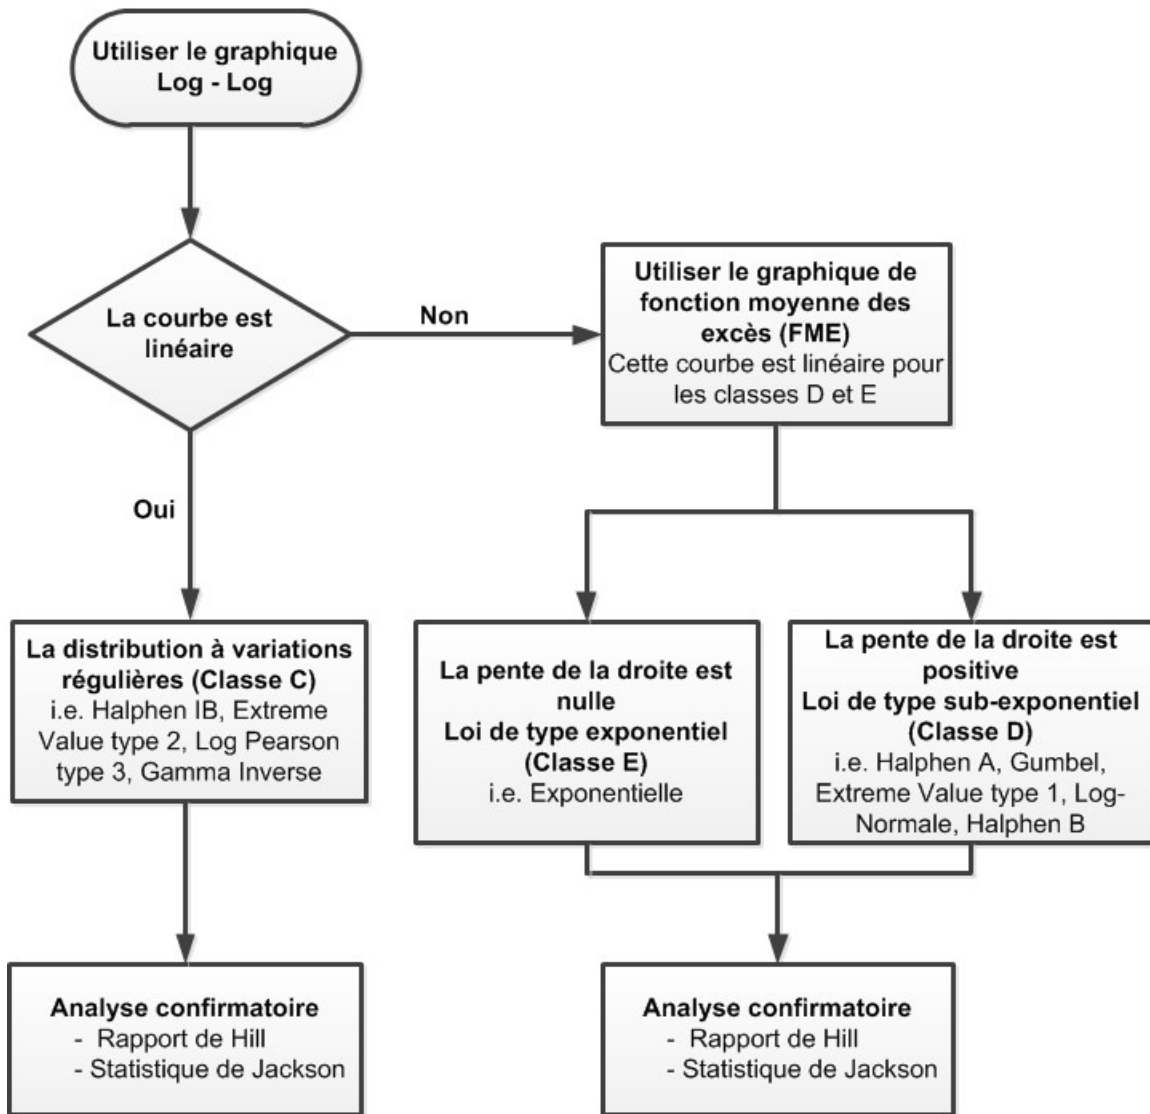 Utiliser le graphique
Log - Log
La courbe est
linéaire
Non
Utiliser le graphique de
fonction moyenne des
excès (FME)
Cette courbe est linéaire pour
les classes D et E
Oui
La distribution à variations
régulières (Classe C)
i.e. Halphen IB, Extreme
Value type 2, Log Pearson
type 3, Gamma Inverse
La pente de la droite est
nulle
Loi de type exponentiel
(Classe E)
i.e. Exponentielle
La pente de la droite est
positive
Loi de type sub-exponentiel
(Classe D)
i.e. Halphen A, Gumbel,
Extreme Value type 1, Log-
Normale, Halphen B
Analyse confirmatoire
- Rapport de Hill
- Statistique de Jackson
Analyse confirmatoire
- Rapport de Hill
- Statistique de Jackson